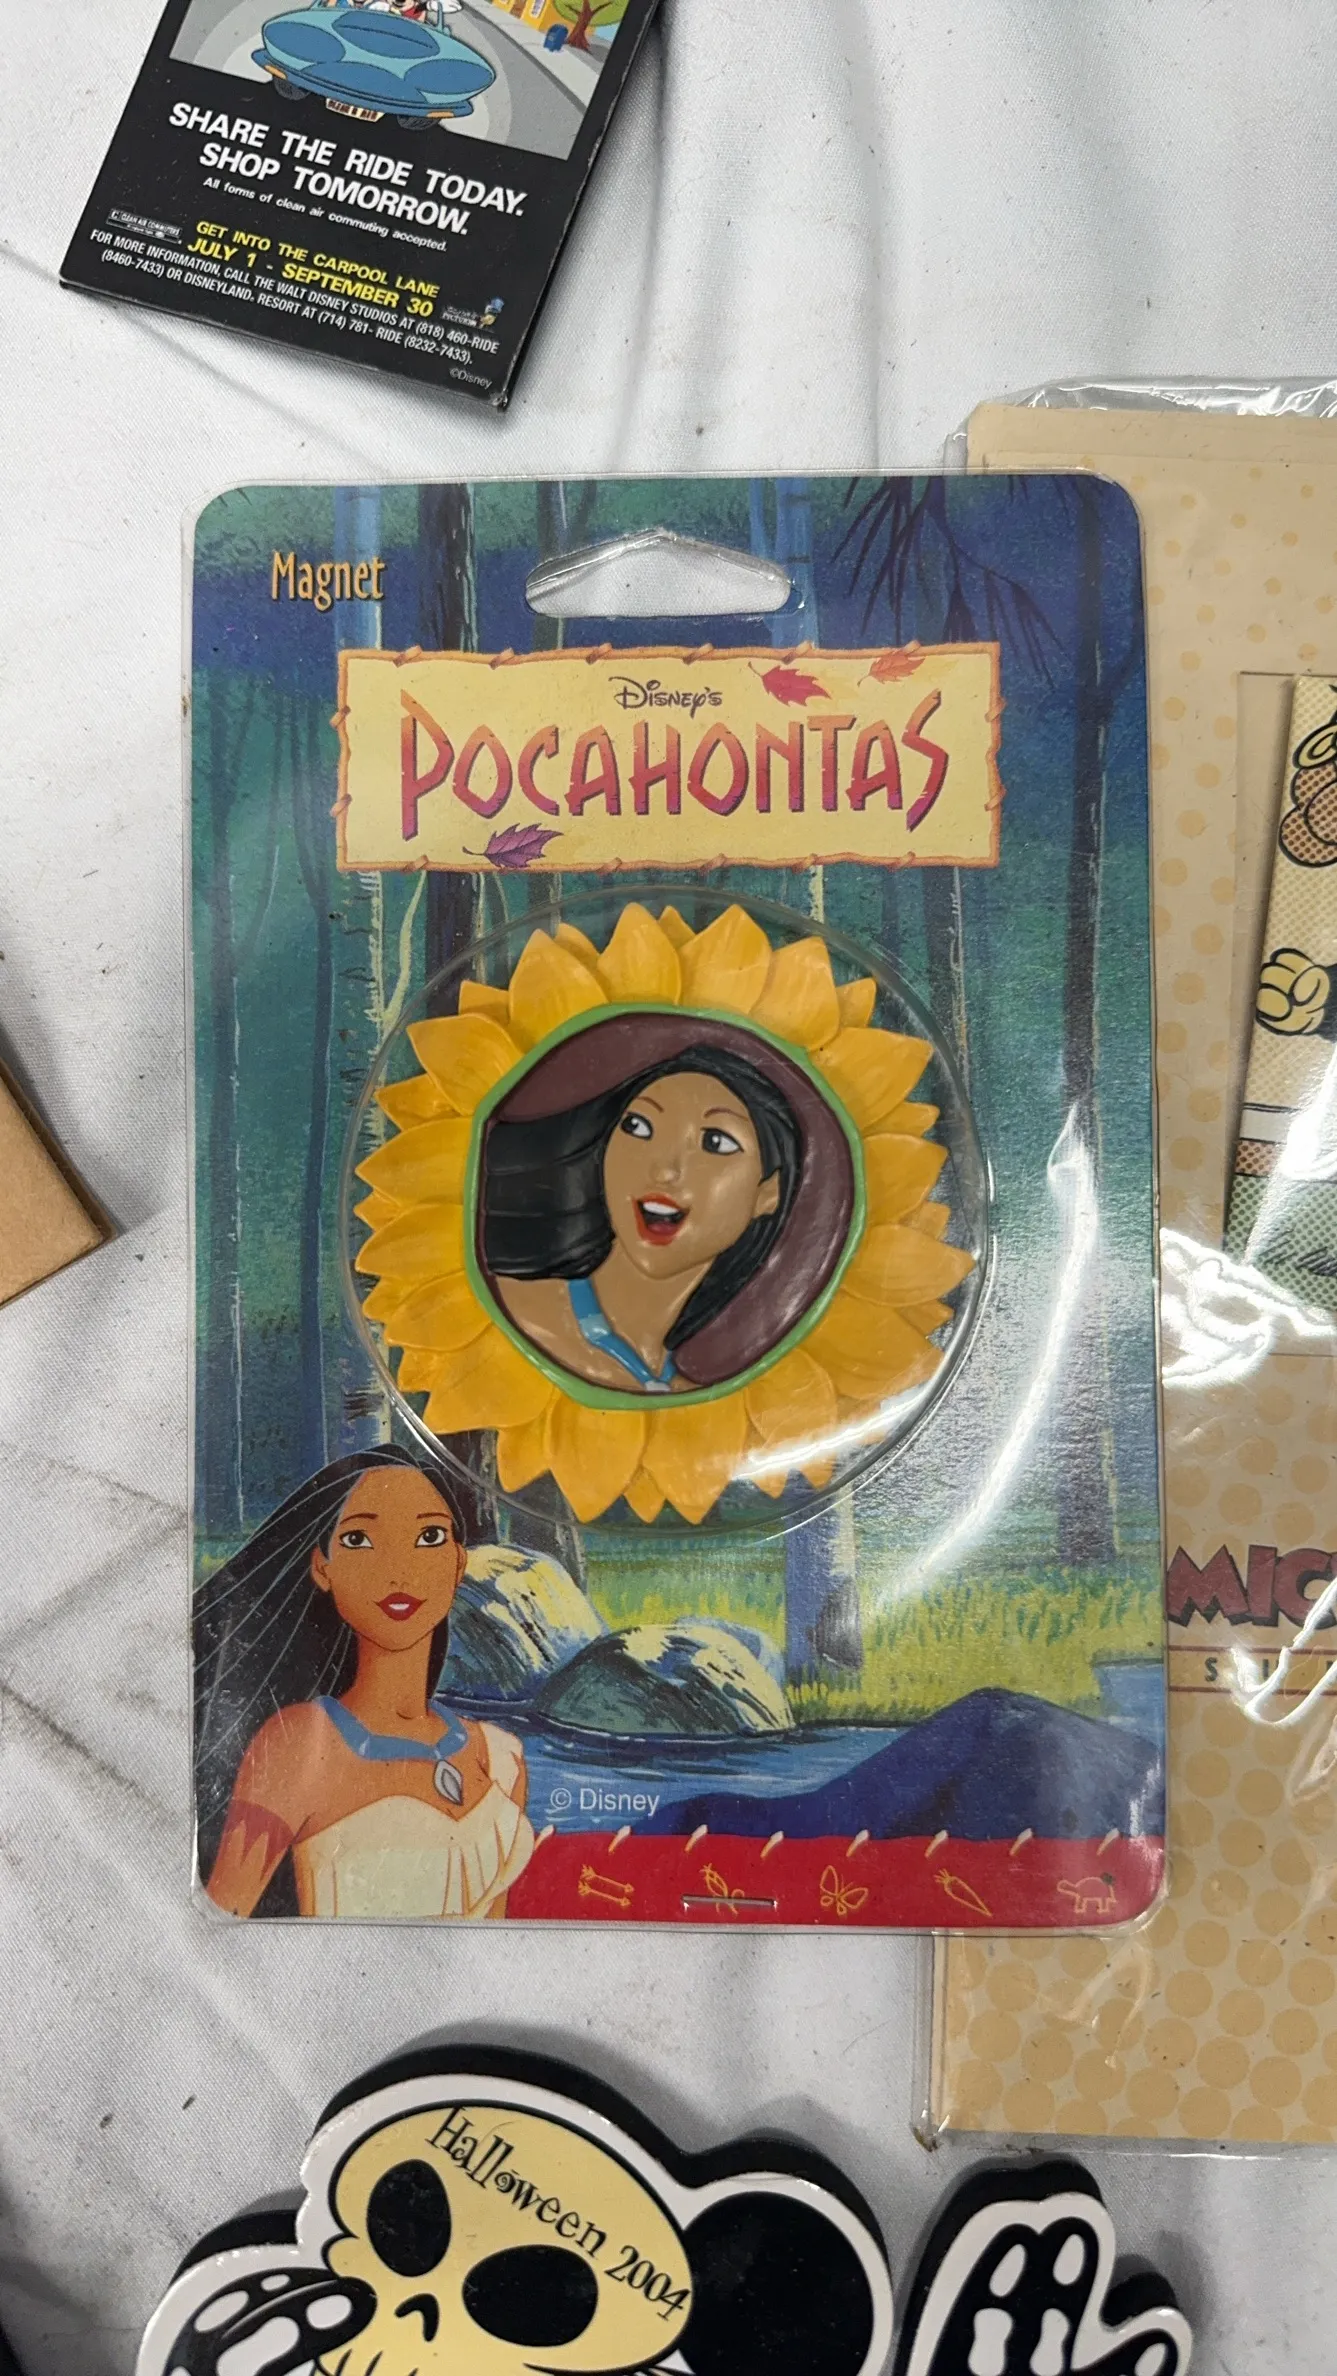 SHARE THE RIDE TODAY.
SHOP TOMORROW.
All forms of clean air commuting accepted.
GET INTO THE CARPOOL LANE
JULY 1 - SEPTEMBER 30
FOR MORE INFORMATION, CALL THE WALT DISNEY STUDIOS AT (818) 460-RIDE
(8460-7433) OR DISNEYLAND. RESORT AT (714) 781- RIDE (8232-7433).
©Disney
Magnet
Disney's
POCAHONTAS
© Disney
MIC
Halloween 2004